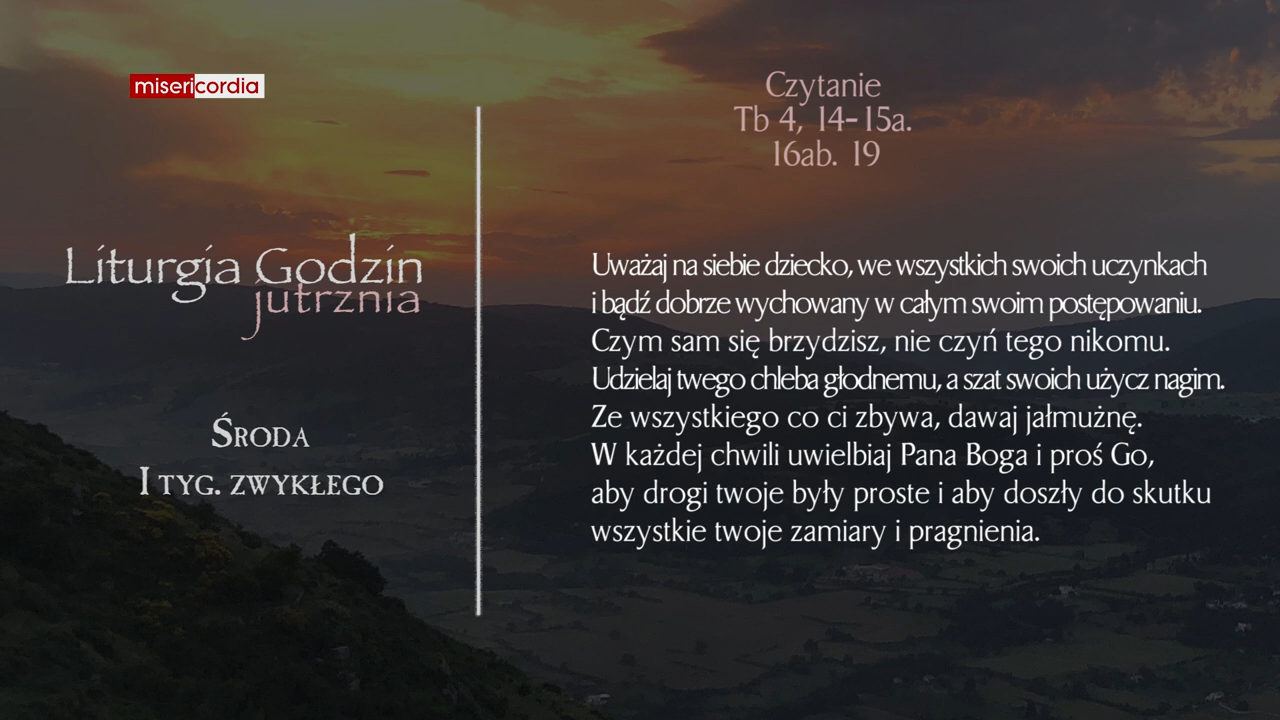 misericordia
Liturgia Godzin
jutrznia
Środa
I tyg. zwykłego
Czytanie
Tb 4, 14-15a.
16ab. 19
Uważaj na siebie dziecko, we wszystkich swoich uczynkach
i bądź dobrze wychowany w całym swoim postępowaniu.
Czym sam się brzydzisz, nie czyń tego nikomu.
Udzielaj twego chleba głodnemu, a szat swoich użycz nagim.
Ze wszystkiego co ci zbywa, dawaj jałmużnę.
W każdej chwili uwielbiaj Pana Boga i proś Go,
aby drogi twoje były proste i aby doszły do skutku
wszystkie twoje zamiary i pragnienia.